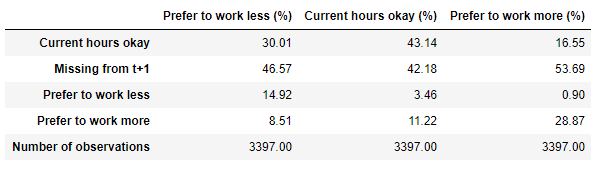 Prefer to work less (%) Current hours okay (%) Prefer to work more (%)
Current hours okay 30.01 43.14 16.55
Missing from t+1 46.57 42.18 53.69
Prefer to work less 14.92 3.46 0.90
Prefer to work more 8.51 11.22 28.87
Number of observations 3397.00 3397.00 3397.00